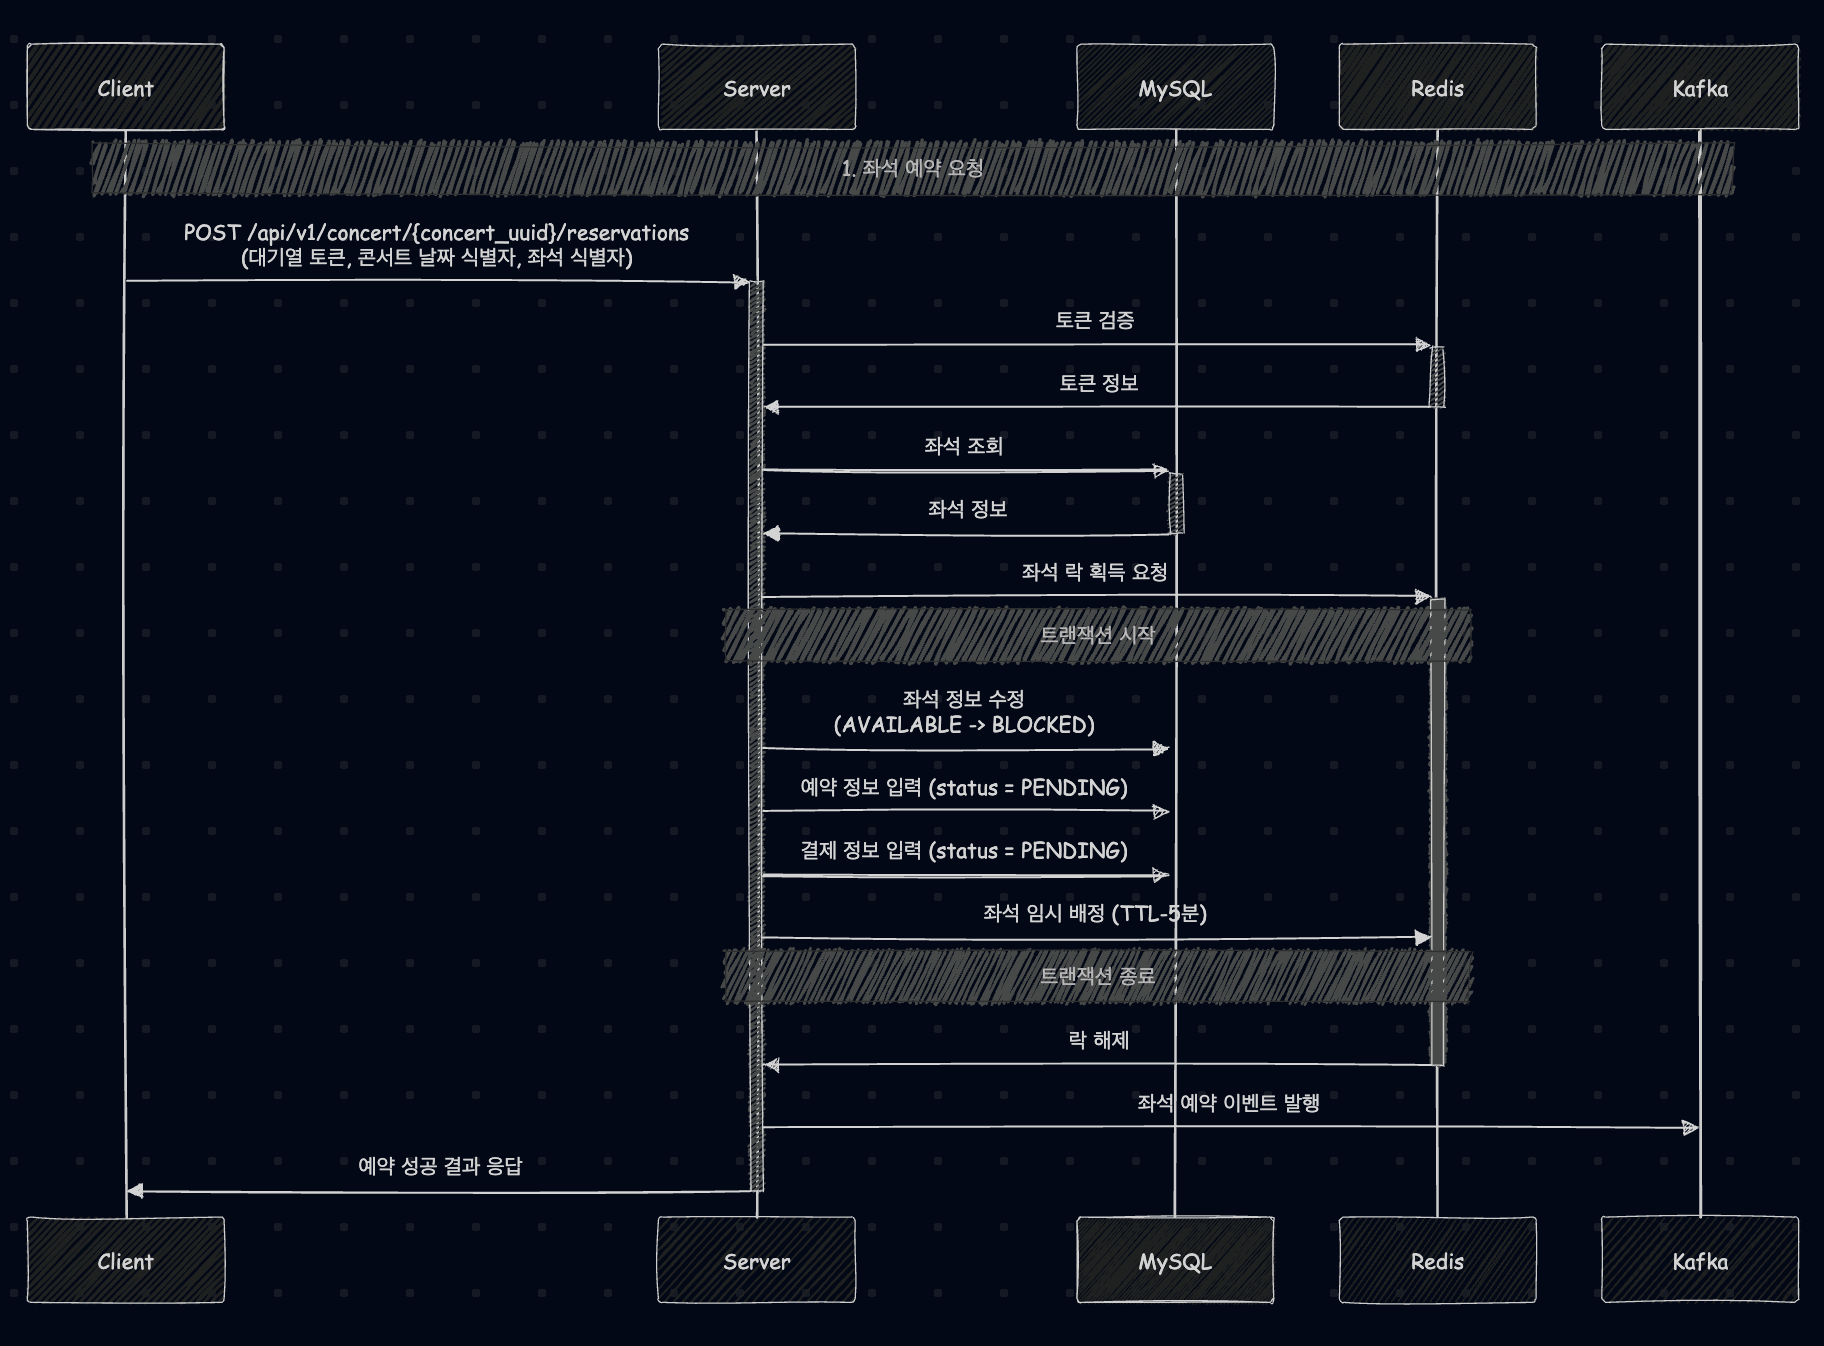 Client
Server
MySQL
Redis
Kafka
1. 좌석 예약 요청
POST /api/v1/concert/{concert_uuid}/reservations
(대기열 토큰, 콘서트 날짜 식별자, 좌석 식별자)
토큰 검증
토큰 정보
좌석 조회
좌석 정보
좌석 락 획득 요청
트랜잭션 시작
좌석 정보 수정
(AVAILABLE -> BLOCKED)
예약 정보 입력 (status = PENDING)
결제 정보 입력 (status = PENDING)
좌석 임시 배정 (TTL-5분)
트랜잭션 종료
락 해제
좌석 예약 이벤트 발행
예약 성공 결과 응답
Client
Server
MySQL
Redis
Kafka